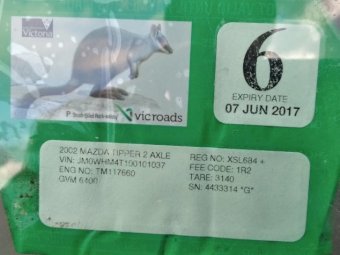 Victoria
vicroads
6
EXPIRY DATE
07 JUN 2017
2002 MAZDA TIPPER 2 AXLE
VIN: JM0WHM4T100101037
ENG NO: TM117660
GVM 6400
REG NO: XSL684 +
FEE CODE: 1R2
TARE: 3140
SN: 4433314 "G"